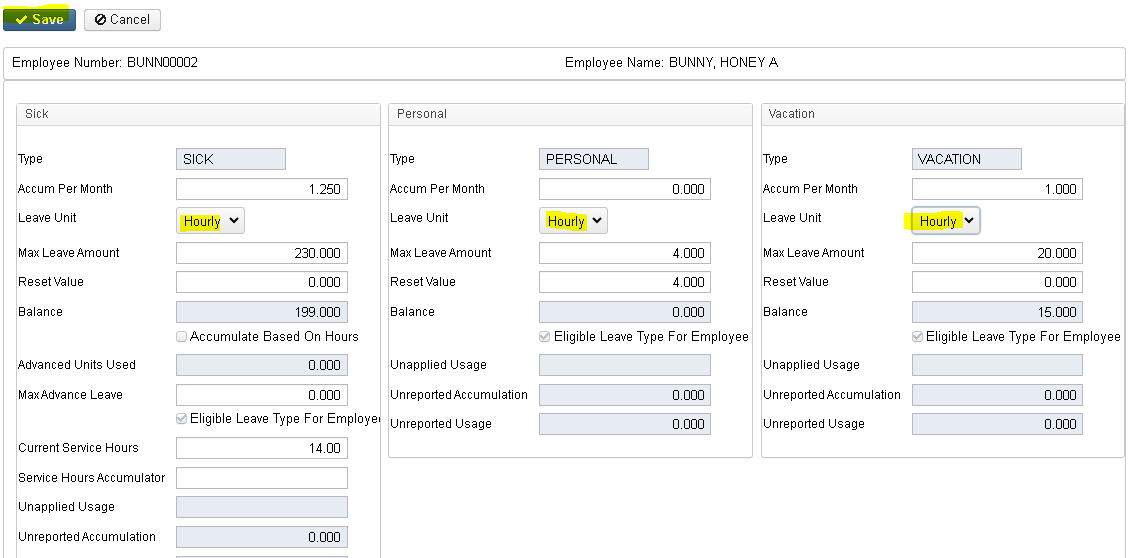 Save Cancel
Employee Number: BUNN00002 Employee Name: BUNNY, HONEY A
Sick
Type SICK
Accum Per Month 1.250
Leave Unit Hourly
Max Leave Amount 230.000
Reset Value 0.000
Balance 199.000
Accumulate Based On Hours
Advanced Units Used 0.000
Max Advance Leave 0.000
Eligible Leave Type For Employee
Current Service Hours 14.00
Service Hours Accumulator
Unapplied Usage
Unreported Accumulation 0.000
Personal
Type PERSONAL
Accum Per Month 0.000
Leave Unit Hourly
Max Leave Amount 4.000
Reset Value 4.000
Balance 0.000
Eligible Leave Type For Employee
Unapplied Usage
Unreported Accumulation 0.000
Unreported Usage 0.000
Vacation
Type VACATION
Accum Per Month 1.000
Leave Unit Hourly
Max Leave Amount 20.000
Reset Value 0.000
Balance 15.000
Eligible Leave Type For Employee
Unapplied Usage
Unreported Accumulation 0.000
Unreported Usage 0.000